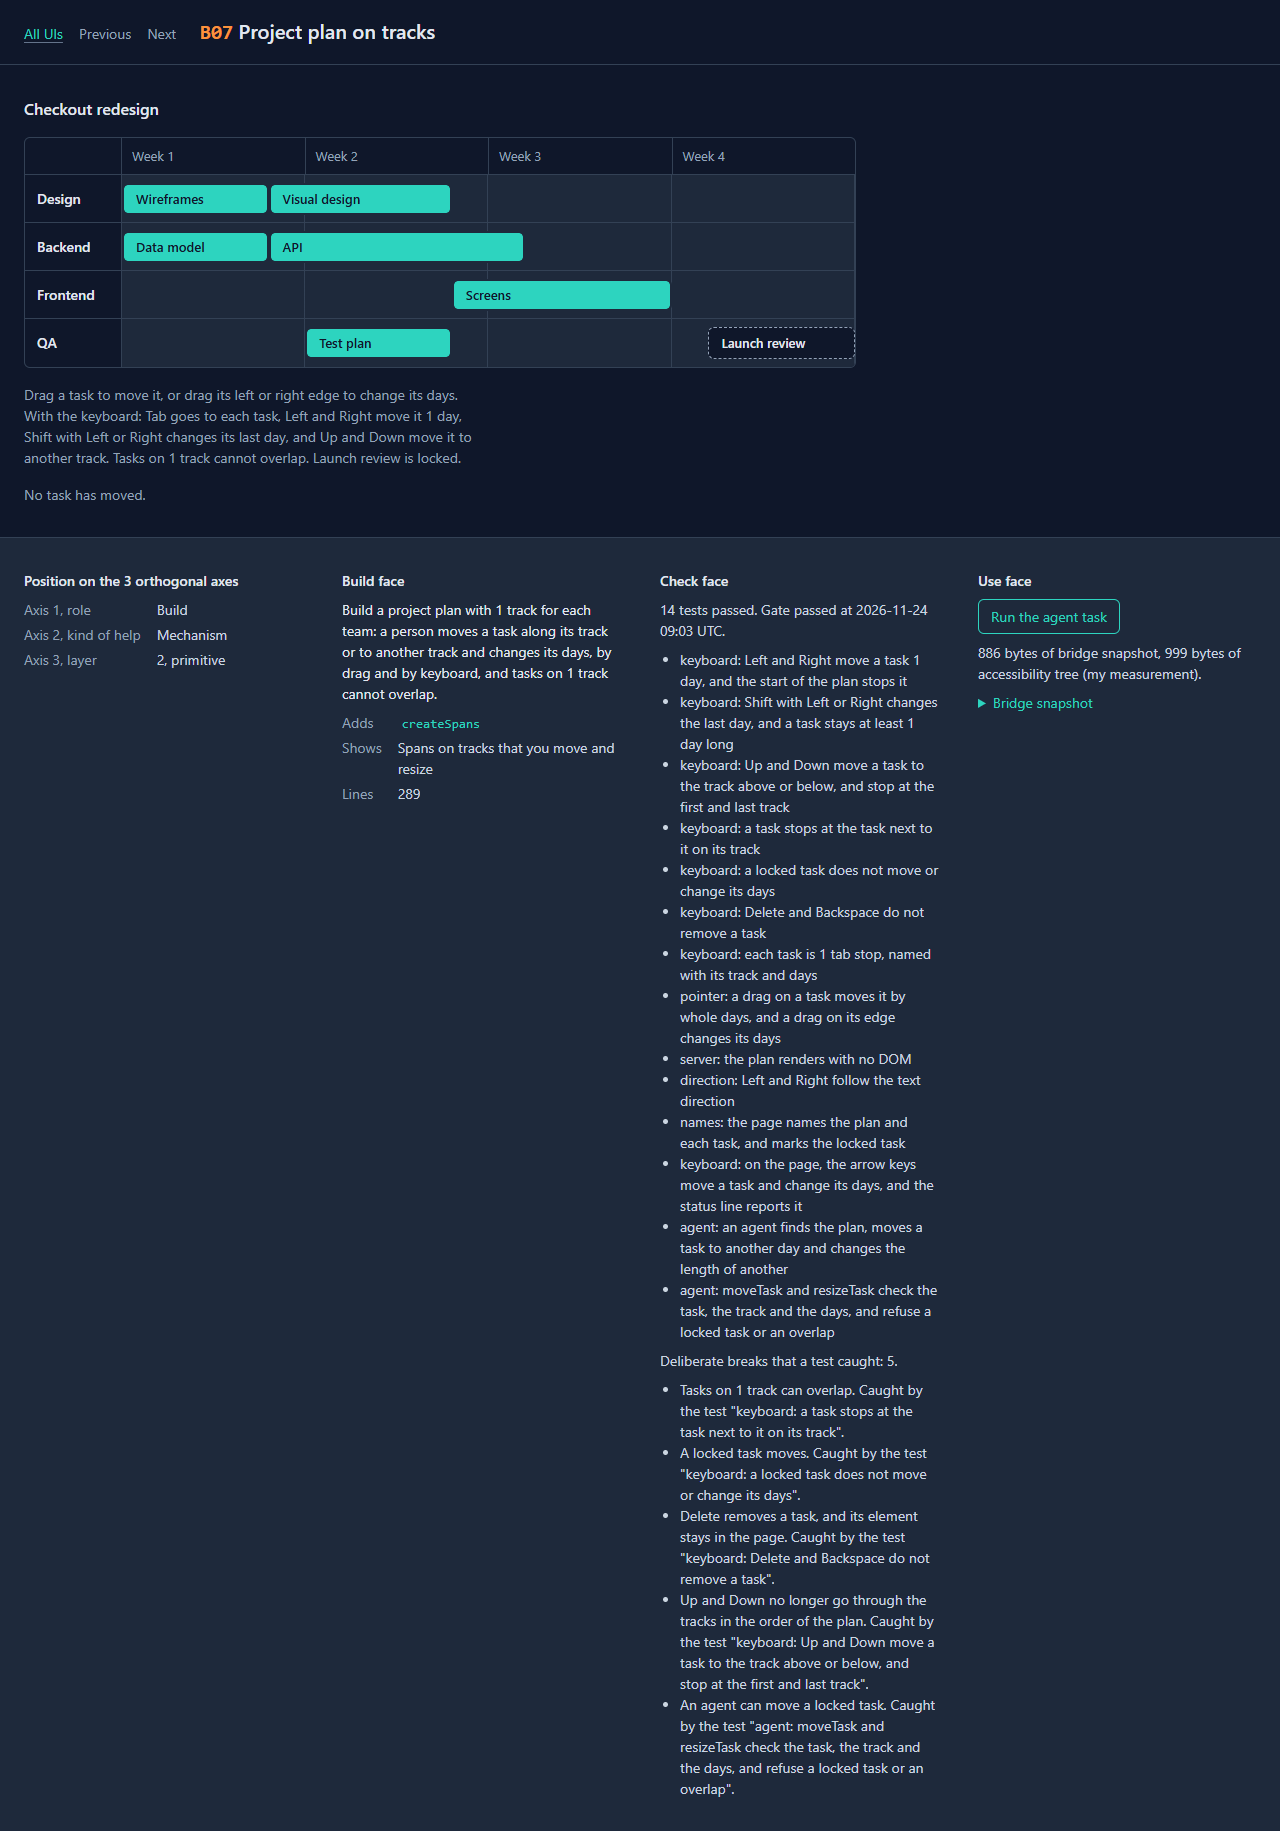 All UIs Previous Next B07 Project plan on tracks
Checkout redesign
Week 1 Week 2 Week 3 Week 4
Design Wireframes Visual design
Backend Data model API
Frontend Screens
QA Test plan Launch review
Drag a task to move it, or drag its left or right edge to change its days.
With the keyboard: Tab goes to each task, Left and Right move it 1 day,
Shift with Left or Right changes its last day, and Up and Down move it to
another track. Tasks on 1 track cannot overlap. Launch review is locked.
No task has moved.
Position on the 3 orthogonal axes
Axis 1, role Build
Axis 2, kind of help Mechanism
Axis 3, layer 2, primitive
Build face
Build a project plan with 1 track for each
team: a person moves a task along its track
or to another track and changes its days, by
drag and by keyboard, and tasks on 1 track
cannot overlap.
Adds createSpans
Shows Spans on tracks that you move and
resize
Lines 289
Check face
14 tests passed. Gate passed at 2026-11-24
09:03 UTC.
• keyboard: Left and Right move a task 1
day, and the start of the plan stops it
• keyboard: Shift with Left or Right changes
the last day, and a task stays at least 1
day long
• keyboard: Up and Down move a task to
the track above or below, and stop at the
first and last track
• keyboard: a task stops at the task next to
it on its track
• keyboard: a locked task does not move or
change its days
• keyboard: Delete and Backspace do not
remove a task
• keyboard: each task is 1 tab stop, named
with its track and days
• pointer: a drag on a task moves it by
whole days, and a drag on its edge
changes its days
• server: the plan renders with no DOM
• direction: Left and Right follow the text
direction
• names: the page names the plan and
each task, and marks the locked task
• keyboard: on the page, the arrow keys
move a task and change its days, and the
status line reports it
• agent: an agent finds the plan, moves a
task to another day and changes the
length of another
• agent: moveTask and resizeTask check the
task, the track and the days, and refuse a
locked task or an overlap
Deliberate breaks that a test caught: 5.
• Tasks on 1 track can overlap. Caught by
the test "keyboard: a task stops at the
task next to it on its track".
• A locked task moves. Caught by the test
"keyboard: a locked task does not move
or change its days".
• Delete removes a task, and its element
stays in the page. Caught by the test
"keyboard: Delete and Backspace do not
remove a task".
• Up and Down no longer go through the
tracks in the order of the plan. Caught by
the test "keyboard: Up and Down move a
task to the track above or below, and
stop at the first and last track".
• An agent can move a locked task. Caught
by the test "agent: moveTask and
resizeTask check the task, the track and
the days, and refuse a locked task or an
overlap".
Use face
Run the agent task
886 bytes of bridge snapshot, 999 bytes of
accessibility tree (my measurement).
▶ Bridge snapshot